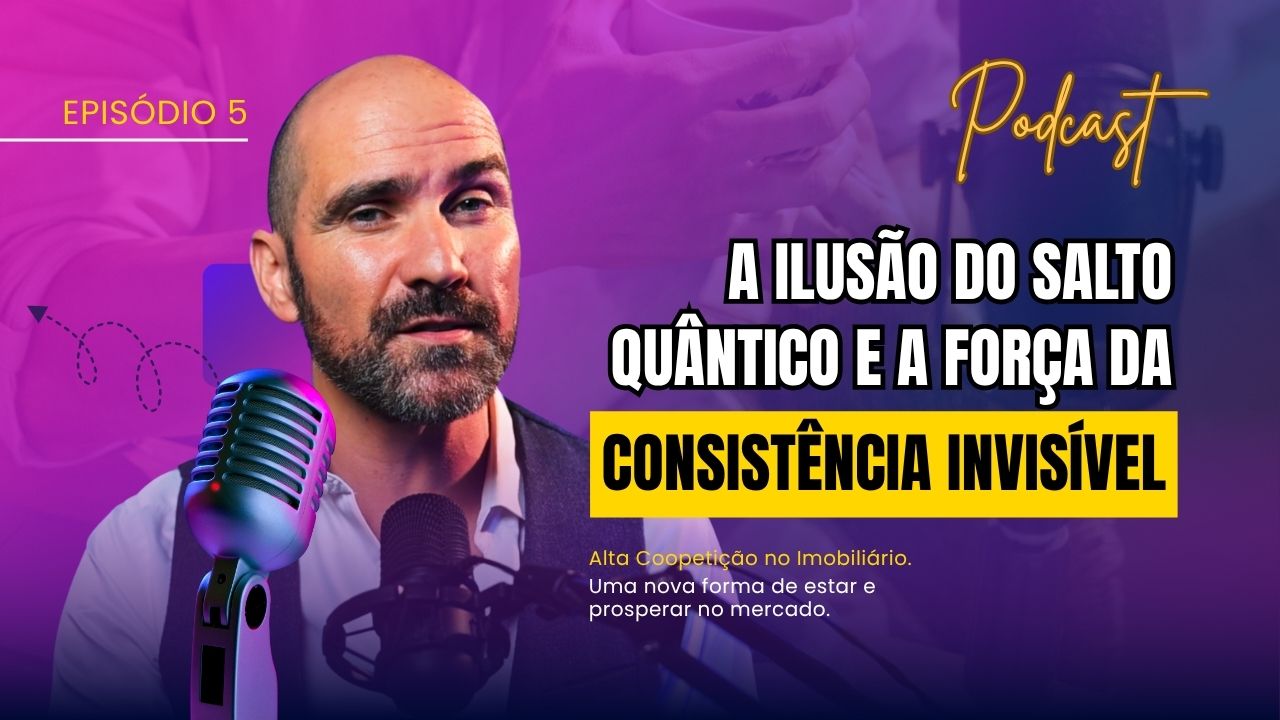 EPISÓDIO 5
Podcast
A ILUSÃO DO SALTO
QUÂNTICO E A FORÇA DA
CONSISTÊNCIA INVISÍVEL
Alta Coopetição no Imobiliário.
Uma nova forma de estar e
prosperar no mercado.